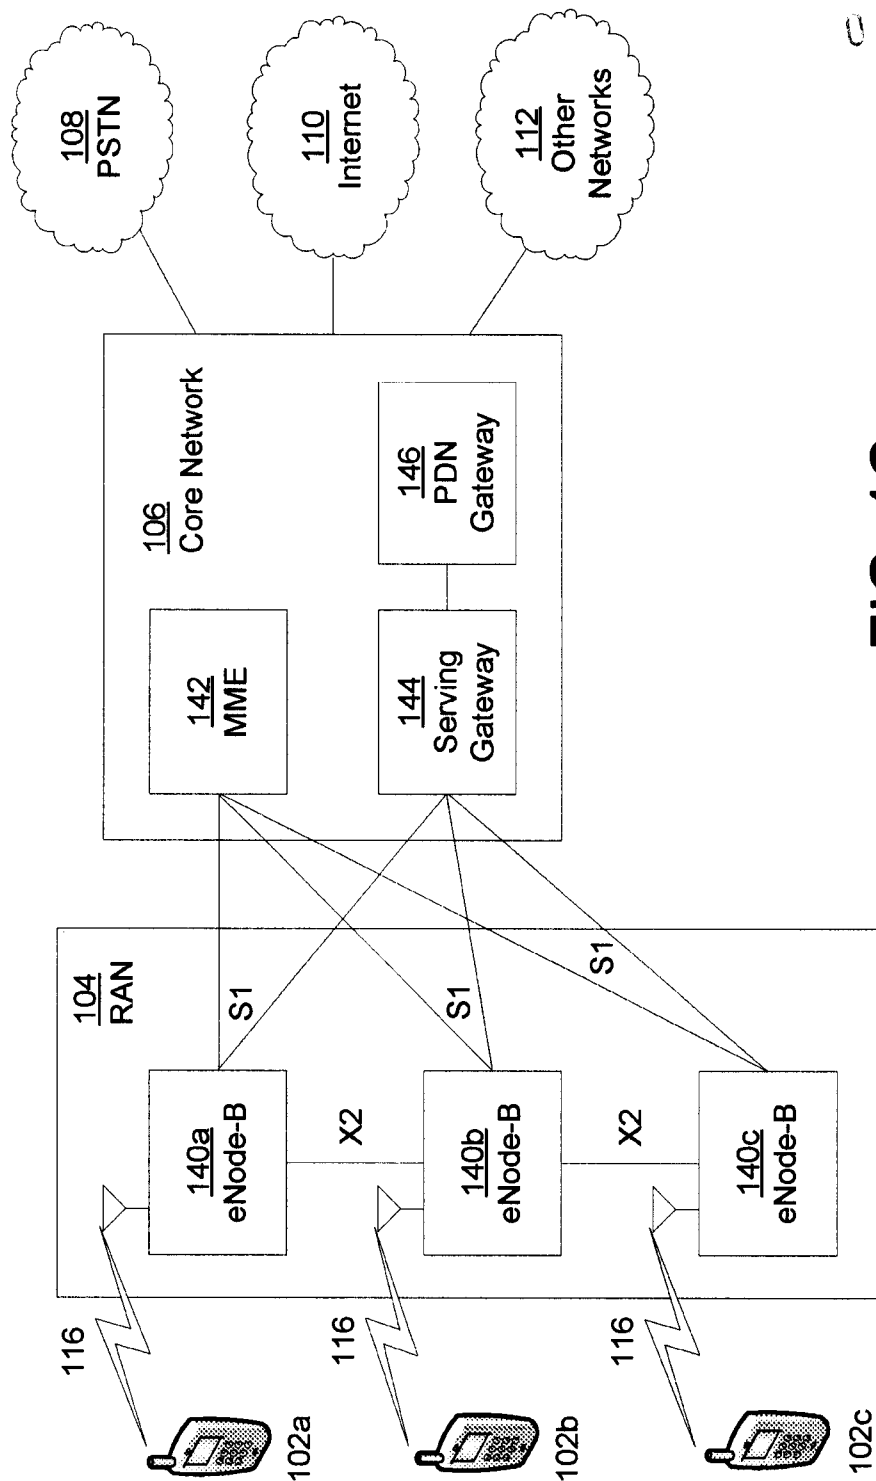 108
PSTN
110
Internet
112
Other
Networks
106
Core Network
142
MME
144
Serving
Gateway
146
PDN
Gateway
104
RAN
S1
S1
S1
140a
eNode-B
X2
140b
eNode-B
X2
140c
eNode-B
116
116
116
102a
102b
102c